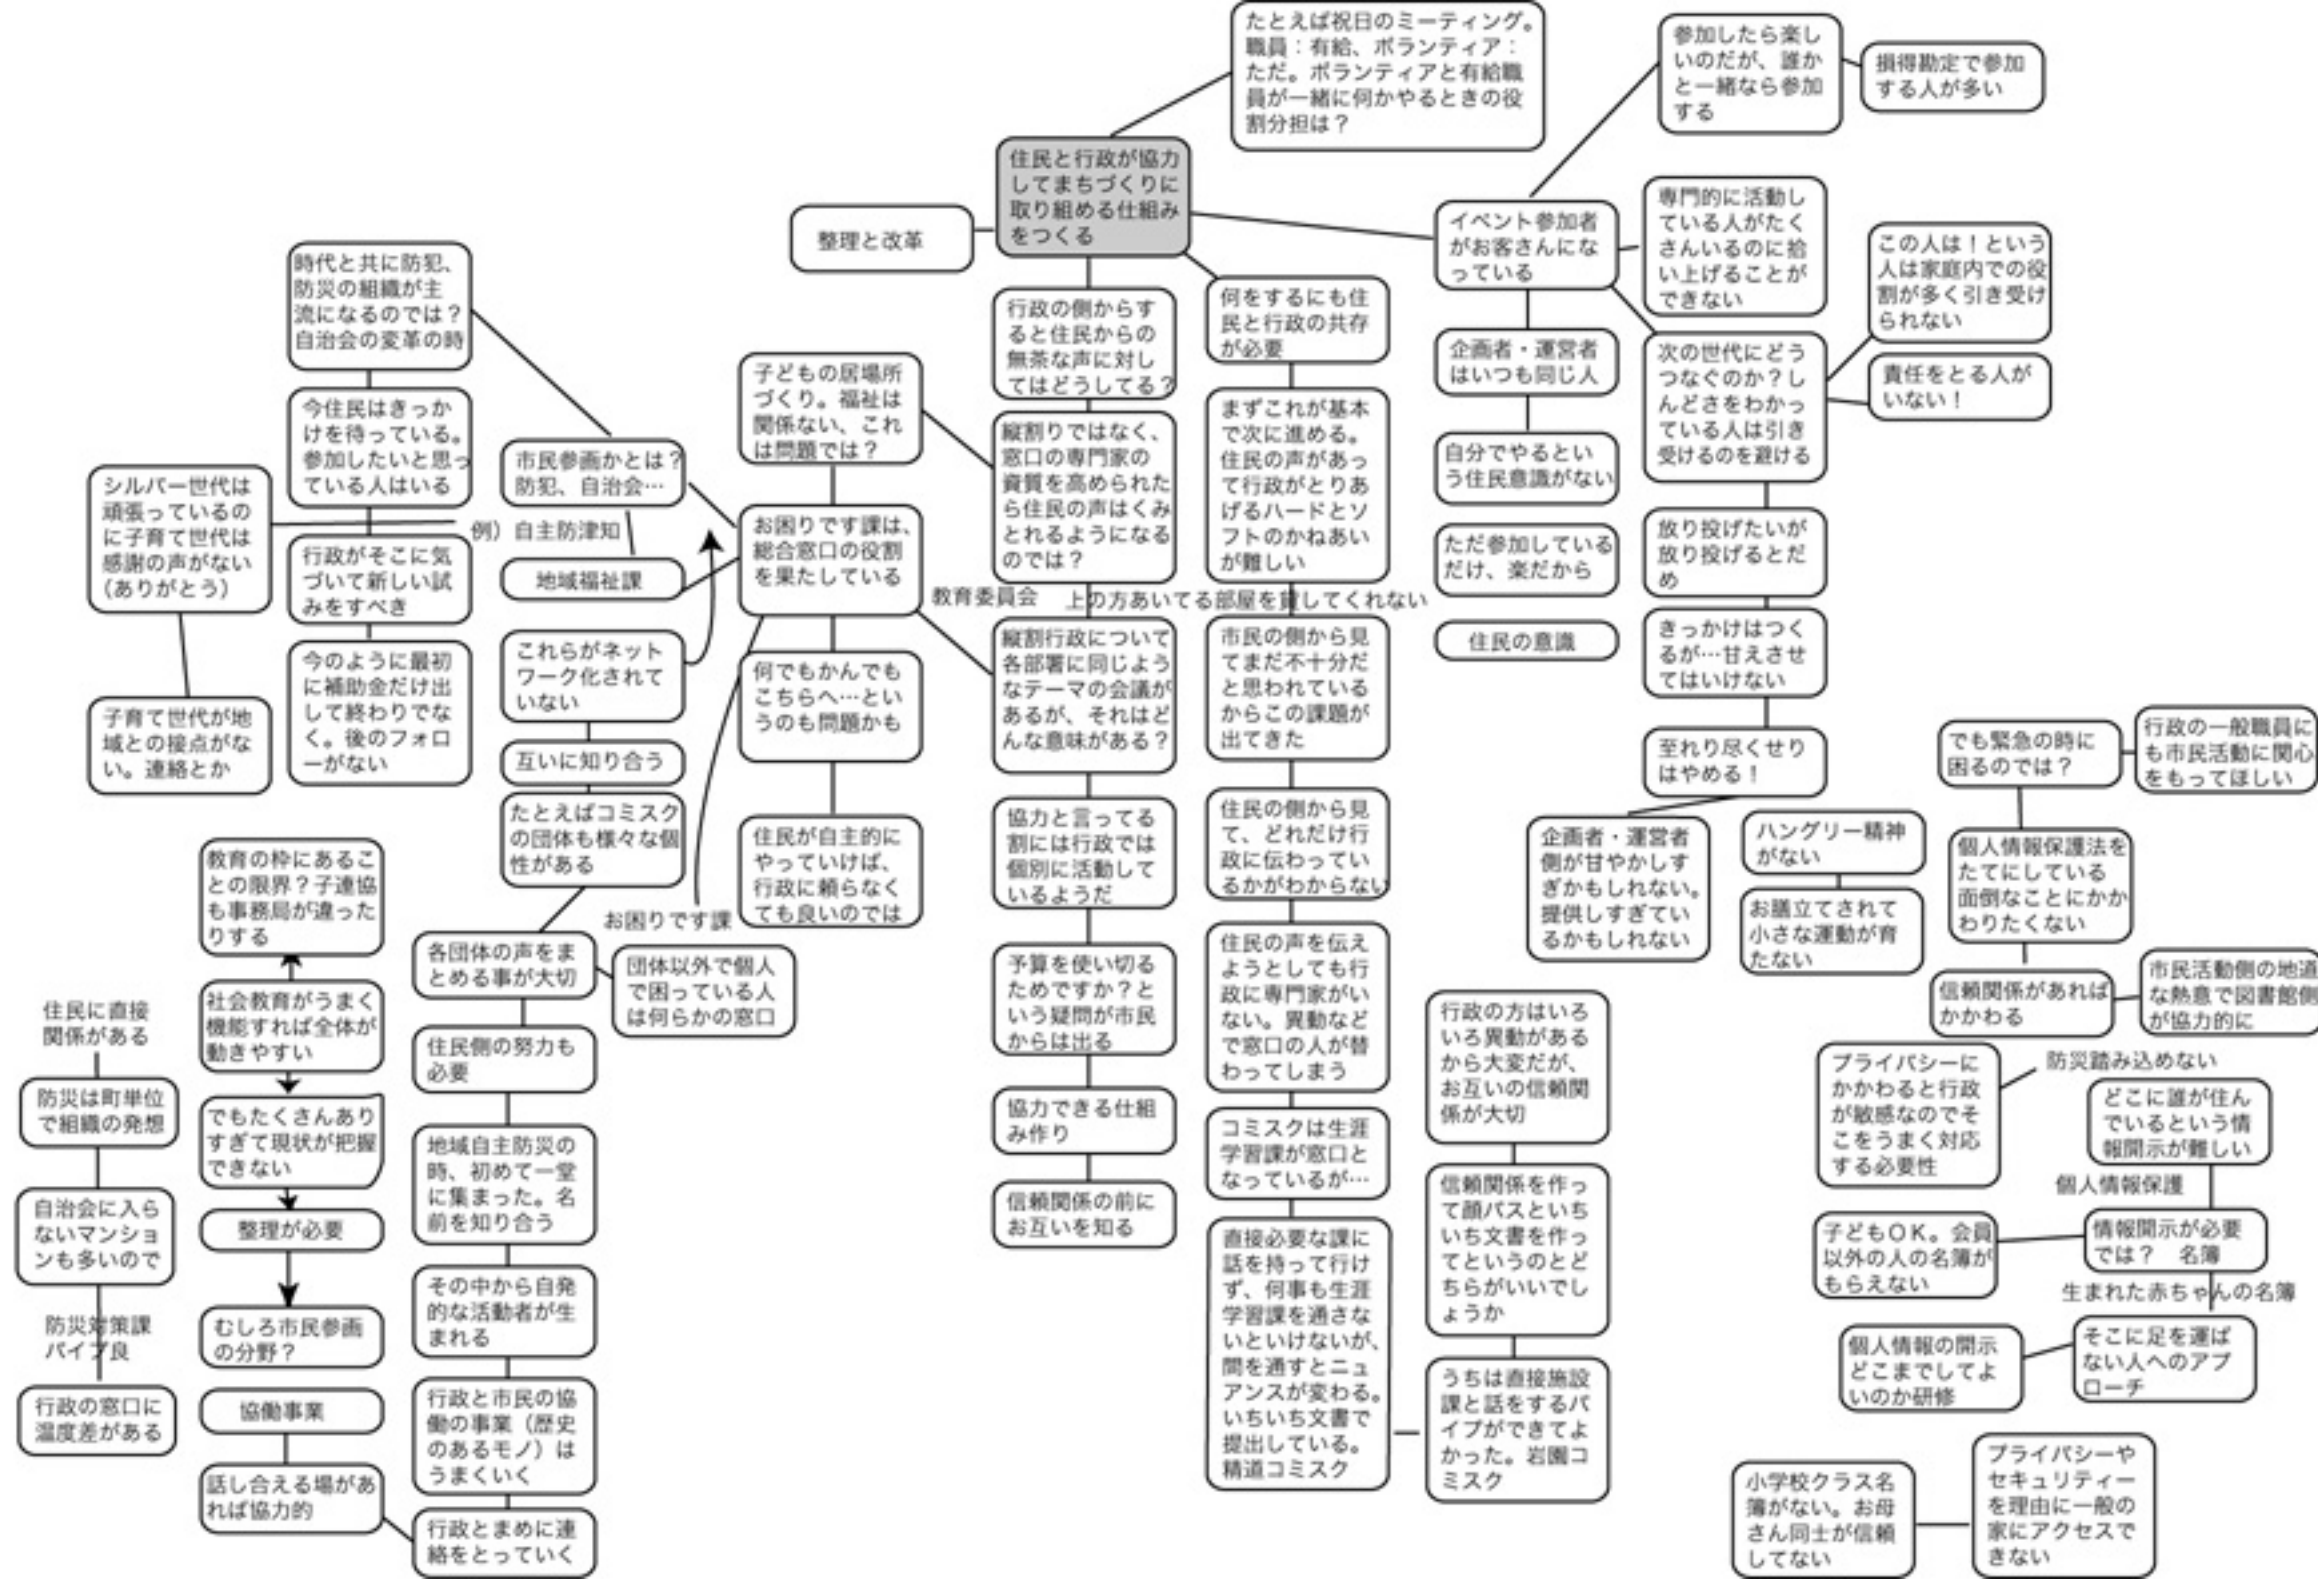 たとえば祝日のミーティング。
職員：有給、ボランティア：
ただ。ボランティアと有給職
員が一緒に何かやるときの役
割分担は？
参加したら楽し
いのだが、誰か
と一緒なら参加
する
損得勘定で参加
する人が多い
住民と行政が協力
してまちづくりに
取り組める仕組み
をつくる
整理と改革
イベント参加者
がお客さんにな
っている
専門的に活動し
ている人がたく
さんいるのに拾
い上げることが
できない
この人は！という
人は家庭内での役
割が多く引き受け
られない
責任をとる人が
いない！
次の世代にどう
つなぐのか？し
んどさをわかっ
ている人は引き
受けるのを避ける
企画者・運営者
はいつも同じ人
自分でやるとい
う住民意識がない
ただ参加している
だけ、楽だから
住民の意識
放り投げたいが
放り投げるとだ
め
きっかけはつく
るが…甘えさせ
てはいけない
至れり尽くせり
はやめる！
企画者・運営者
側が甘やかしす
ぎかもしれない。
提供しすぎてい
るかもしれない
ハングリー精神
がない
お膳立てされて
小さな運動が育
たない
行政の側からす
ると住民からの
無茶な声に対し
てはどうしてる？
縦割りではなく、
窓口の専門家の
資質を高められた
ら住民の声はくみ
とれるようになる
のでは？
教育委員会
上の方あいてる部屋を貸してくれない
縦割行政について
各部署に同じよう
なテーマの会議が
あるが、それはど
んな意味がある？
協力と言ってる
割には行政では
個別に活動して
いるようだ
予算を使い切る
ためですか？と
いう疑問が市民
からは出る
協力できる仕組
み作り
信頼関係の前に
お互いを知る
何をするにも住
民と行政の共存
が必要
まずこれが基本
で次に進める。
住民の声があっ
て行政がとりあ
げるハードとソ
フトのかねあい
が難しい
市民の側から見
てまだ不十分だ
と思われている
からこの課題が
出てきた
住民の側から見
て、どれだけ行
政に伝わってい
るかがわからない
住民の声を伝え
ようとしても行
政に専門家がい
ない。異動など
で窓口の人が替
わってしまう
コミスクは生涯
学習課が窓口と
なっているが…
直接必要な課に
話を持って行け
ず、何事も生涯
学習課を通さな
いといけないが、
間を通すとニュ
アンスが変わる。
いちいち文書で
提出している。
精道コミスク
行政の方はいろ
いろ異動がある
から大変だが、
お互いの信頼関
係が大切
信頼関係を作っ
て顔パスといち
いち文書を作っ
てというのとど
ちらがいいでし
ょうか
うちは直接施設
課と話をするパ
イプができてよ
かった。岩園コ
ミスク
子どもの居場所
づくり。福祉は
関係ない、これ
は問題では？
お困りです課は、
総合窓口の役割
を果たしている
何でもかんでも
こちらへ…とい
うのも問題かも
住民が自主的に
やっていけば、
行政に頼らなく
ても良いのでは
お困りです課
時代と共に防犯、
防災の組織が主
流になるのでは？
自治会の変革の時
今住民はきっか
けを待っている。
参加したいと思っ
ている人はいる
行政がそこに気
づいて新しい試
みをすべき
今のように最初
に補助金だけ出
して終わりでな
く。後のフォロ
ーがない
市民参画かとは？
防犯、自治会…
例）自主防津知
地域福祉課
これらがネット
ワーク化されて
いない
互いに知り合う
たとえばコミスク
の団体も様々な個
性がある
シルバー世代は
頑張っているの
に子育て世代は
感謝の声がない
（ありがとう）
子育て世代が地
域との接点がな
い。連絡とか
各団体の声をま
とめる事が大切
団体以外で個人
で困っている人
は何らかの窓口
住民側の努力も
必要
地域自主防災の
時、初めて一堂
に集まった。名
前を知り合う
その中から自発
的な活動者が生
まれる
行政と市民の協
働の事業（歴史
のあるモノ）は
うまくいく
行政とまめに連
絡をとっていく
教育の枠にあるこ
との限界？子連協
も事務局が違った
りする
社会教育がうまく
機能すれば全体が
動きやすい
でもたくさんあり
すぎて現状が把握
できない
整理が必要
むしろ市民参画
の分野？
協働事業
話し合える場があ
れば協力的
住民に直接
関係がある
防災は町単位
で組織の発想
自治会に入ら
ないマンショ
ンも多いので
防災対策課
パイプ良
行政の窓口に
温度差がある
でも緊急の時に
困るのでは？
行政の一般職員に
も市民活動に関心
をもってほしい
個人情報保護法を
たてにしている
面倒なことにかか
わりたくない
信頼関係があれば
かかわる
市民活動側の地道
な熱意で図書館側
が協力的に
プライバシーに
かかわると行政
が敏感なのでそ
こをうまく対応
する必要性
防災踏み込めない
どこに誰が住ん
でいるという情
報開示が難しい
個人情報保護
情報開示が必要
では？　名簿
子どもＯＫ。会員
以外の人の名簿が
もらえない
生まれた赤ちゃんの名簿
そこに足を運ば
ない人へのアプ
ローチ
個人情報の開示
どこまでしてよ
いのか研修
小学校クラス名
簿がない。お母
さん同士が信頼
してない
プライバシーや
セキュリティー
を理由に一般の
家にアクセスで
きない